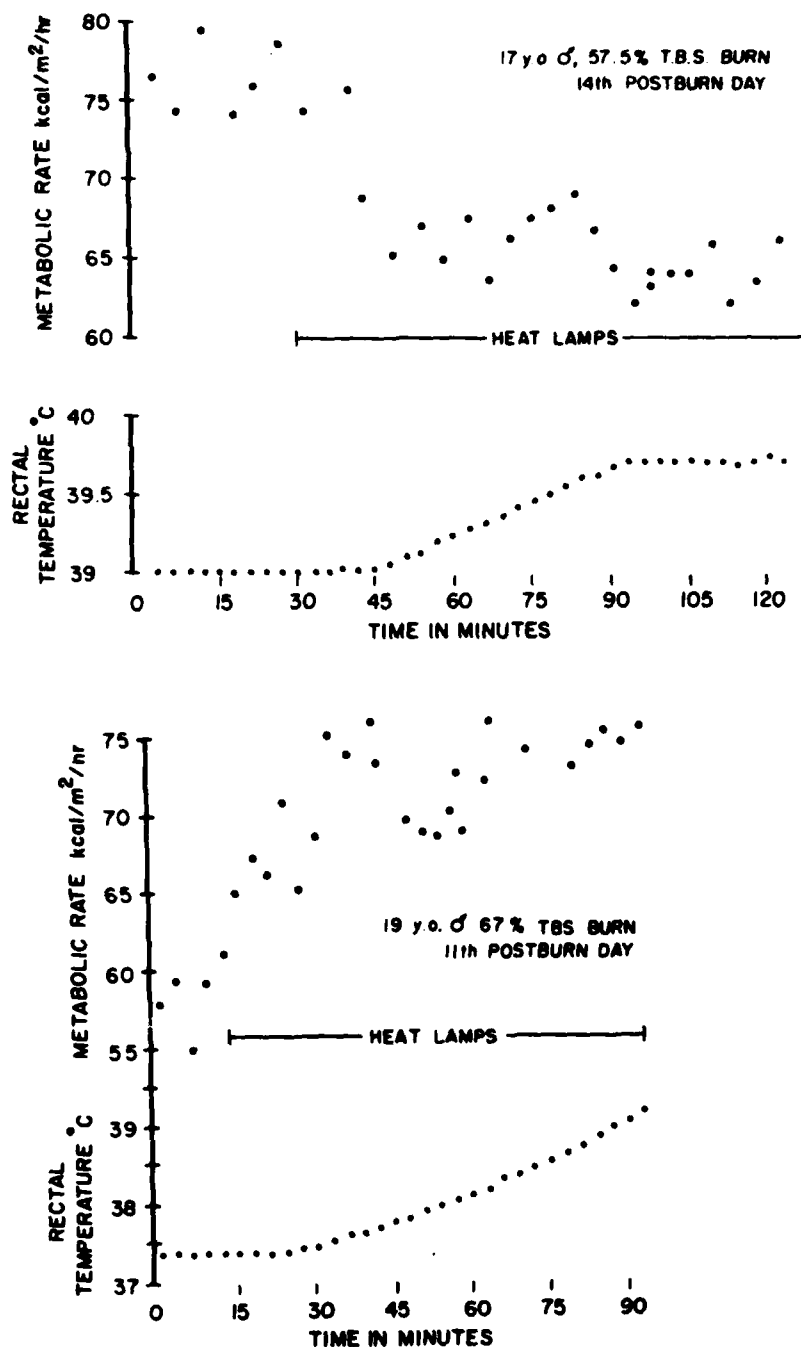 80
75
70
65
60
METABOLIC RATE kcal/m²/hr
17 y.o ♂, 57.5% T.B.S. BURN
14th POSTBURN DAY
HEAT LAMPS
40
39.5
39
RECTAL
TEMPERATURE °C
0 15 30 45 60 75 90 105 120
TIME IN MINUTES
75
70
65
60
55
METABOLIC RATE kcal/m²/hr
19 y.o. ♂ 67% TBS BURN
11th POSTBURN DAY
HEAT LAMPS
39
38
37
RECTAL
TEMPERATURE °C
0 15 30 45 60 75 90
TIME IN MINUTES